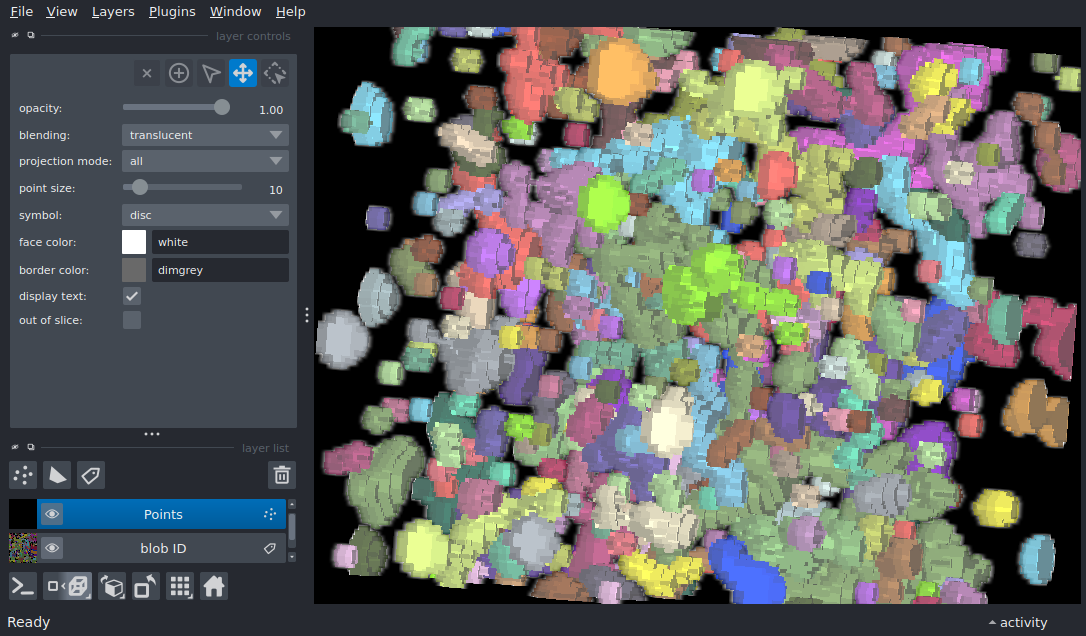 File View Layers Plugins Window Help
layer controls
opacity: 1.00
blending: translucent
projection mode: all
point size: 10
symbol: disc
face color: white
border color: dimgrey
display text:
out of slice:
layer list
Points
blob ID
Ready
activity